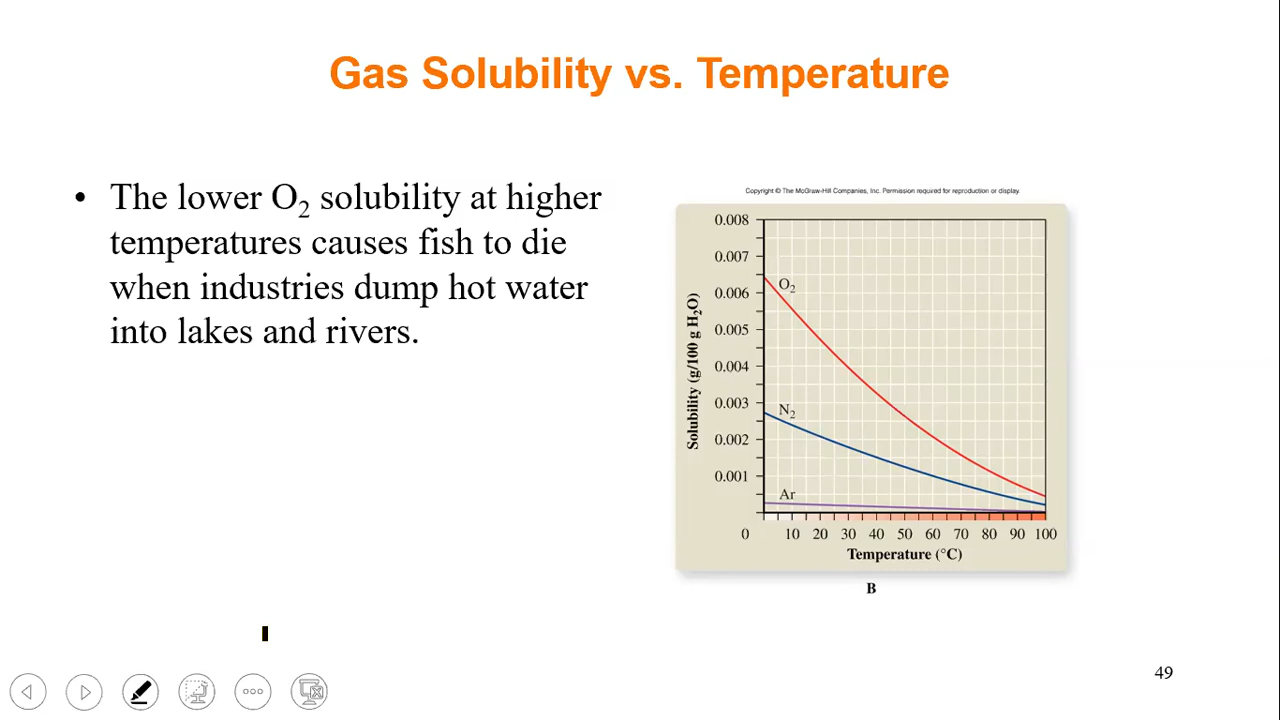 Gas Solubility vs. Temperature
• The lower O₂ solubility at higher
temperatures causes fish to die
when industries dump hot water
into lakes and rivers.
Copyright © The McGraw-Hill Companies, Inc. Permission required for reproduction or display.
0.008
0.007
0.006
0.005
0.004
0.003
0.002
0.001
Solubility (g/100 g H₂O)
O₂
N₂
Ar
0 10 20 30 40 50 60 70 80 90 100
Temperature (°C)
B
49